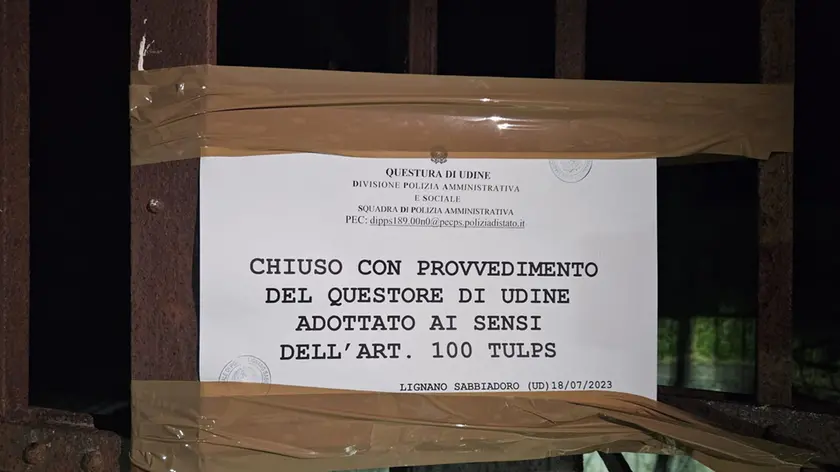 QUESTURA DI UDINE
DIVISIONE POLIZIA AMMINISTRATIVA
E SOCIALE
SQUADRA DI POLIZIA AMMINISTRATIVA
PEC: dipps189.00n0@pecps.poliziadistato.it
CHIUSO CON PROVVEDIMENTO
DEL QUESTORE DI UDINE
ADOTTATO AI SENSI
DELL'ART. 100 TULPS
LIGNANO SABBIADORO (UD)18/07/2023